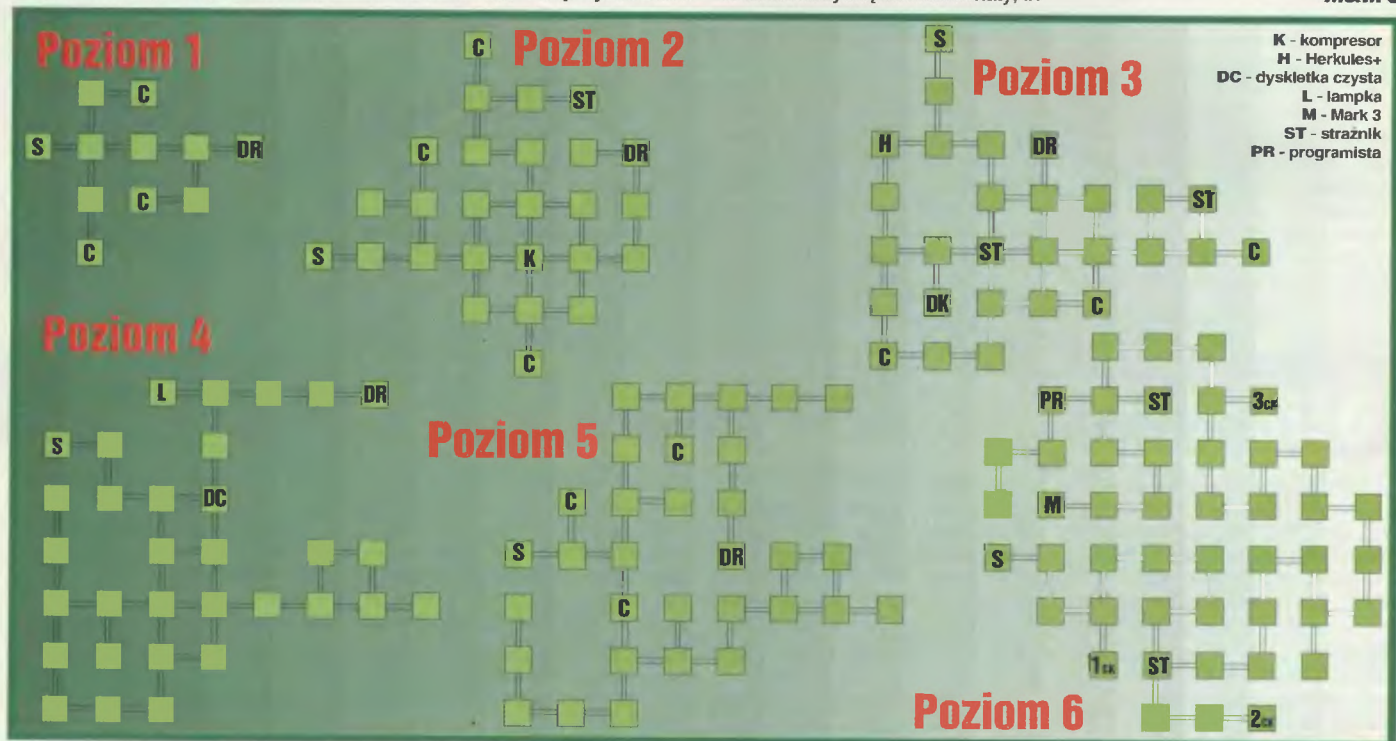 Poziom 1
C
S
DR
C
C
Poziom 2
C
ST
C
DR
S
K
C
Poziom 3
S
H
DR
ST
ST
C
DK
C
C
K - kompresor
H - Herkules+
DC - dyskietka czysta
L - lampka
M - Mark 3
ST - strażnik
PR - programista
Poziom 4
L
DR
S
DC
Poziom 5
C
C
S
DR
C
PR
ST
M
S
ST
Poziom 6